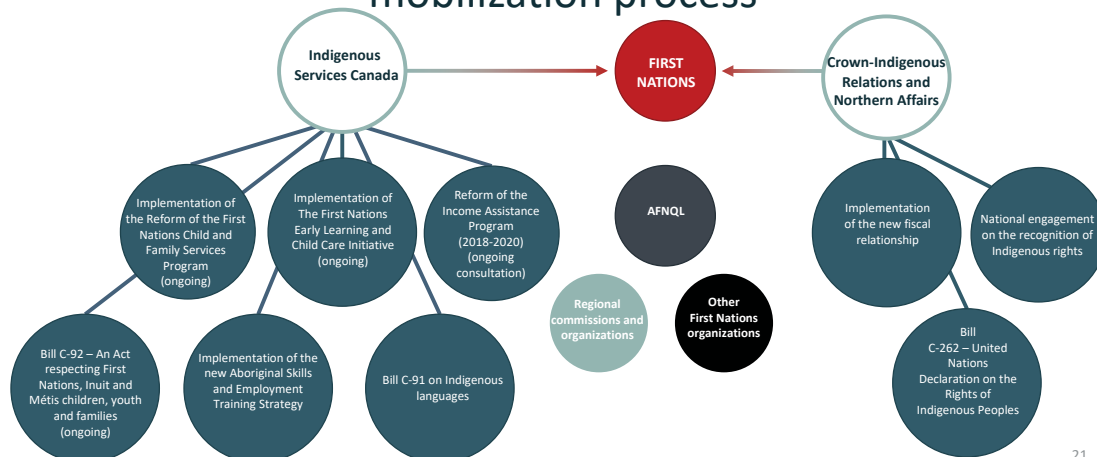 mobilization process
Indigenous
Services Canada
FIRST
NATIONS
Crown-Indigenous
Relations and
Northern Affairs
Implementation of
the Reform of the First
Nations Child and
Family Services
Program
(ongoing)
Implementation of
The First Nations
Early Learning and
Child Care Initiative
(ongoing)
Reform of the
Income Assistance
Program
(2018-2020)
(ongoing
consultation)
AFNQL
Implementation
of the new fiscal
relationship
National engagement
on the recognition of
Indigenous rights
Regional
commissions and
organizations
Other
First Nations
organizations
Bill C-92 – An Act
respecting First
Nations, Inuit and
Métis children, youth
and families
(ongoing)
Implementation of the
new Aboriginal Skills
and Employment
Training Strategy
Bill C-91 on Indigenous
languages
Bill
C-262 – United
Nations
Declaration on the
Rights of
Indigenous Peoples
21